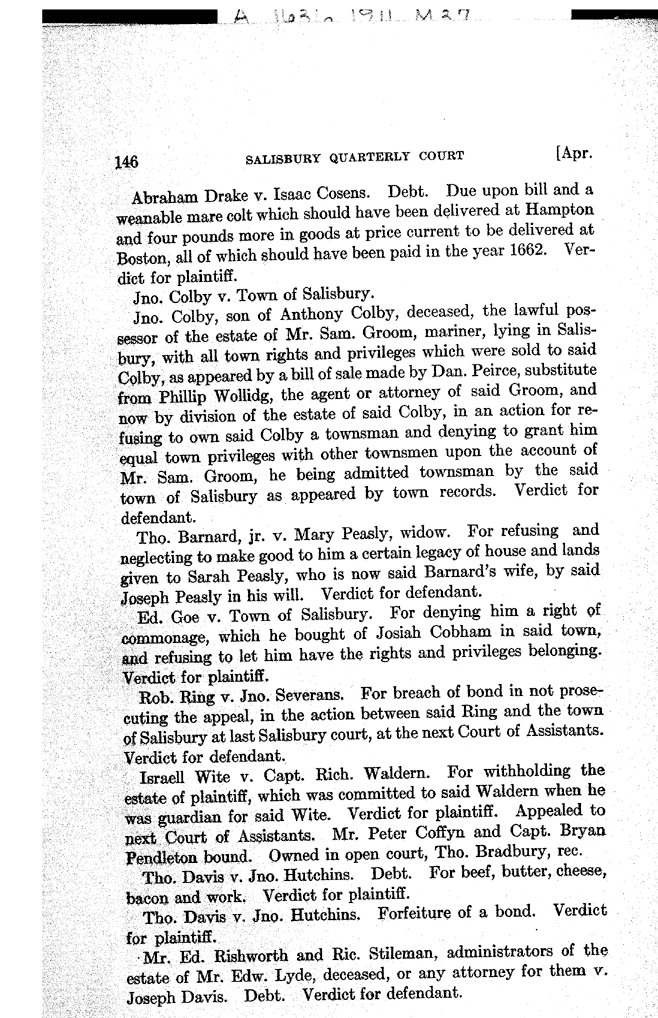 A 1631 1911 M27
146 SALISBURY QUARTERLY COURT [Apr.
Abraham Drake v. Isaac Cosens. Debt. Due upon bill and a
weanable mare colt which should have been delivered at Hampton
and four pounds more in goods at price current to be delivered at
Boston, all of which should have been paid in the year 1662. Ver-
dict for plaintiff.
Jno. Colby v. Town of Salisbury.
Jno. Colby, son of Anthony Colby, deceased, the lawful pos-
sessor of the estate of Mr. Sam. Groom, mariner, lying in Salis-
bury, with all town rights and privileges which were sold to said
Colby, as appeared by a bill of sale made by Dan. Peirce, substitute
from Phillip Wollidg, the agent or attorney of said Groom, and
now by division of the estate of said Colby, in an action for re-
fusing to own said Colby a townsman and denying to grant him
equal town privileges with other townsmen upon the account of
Mr. Sam. Groom, he being admitted townsman by the said
town of Salisbury as appeared by town records. Verdict for
defendant.
Tho. Barnard, jr. v. Mary Peasly, widow. For refusing and
neglecting to make good to him a certain legacy of house and lands
given to Sarah Peasly, who is now said Barnard's wife, by said
Joseph Peasly in his will. Verdict for defendant.
Ed. Goe v. Town of Salisbury. For denying him a right of
commonage, which he bought of Josiah Cobham in said town,
and refusing to let him have the rights and privileges belonging.
Verdict for plaintiff.
Rob. Ring v. Jno. Severans. For breach of bond in not prose-
cuting the appeal, in the action between said Ring and the town
of Salisbury at last Salisbury court, at the next Court of Assistants.
Verdict for defendant.
Israell Wite v. Capt. Rich. Waldern. For withholding the
estate of plaintiff, which was committed to said Waldern when he
was guardian for said Wite. Verdict for plaintiff. Appealed to
next Court of Assistants. Mr. Peter Coffyn and Capt. Bryan
Pendleton bound. Owned in open court, Tho. Bradbury, rec.
Tho. Davis v. Jno. Hutchins. Debt. For beef, butter, cheese,
bacon and work. Verdict for plaintiff.
Tho. Davis v. Jno. Hutchins. Forfeiture of a bond. Verdict
for plaintiff.
Mr. Ed. Rishworth and Ric. Stileman, administrators of the
estate of Mr. Edw. Lyde, deceased, or any attorney for them v.
Joseph Davis. Debt. Verdict for defendant.